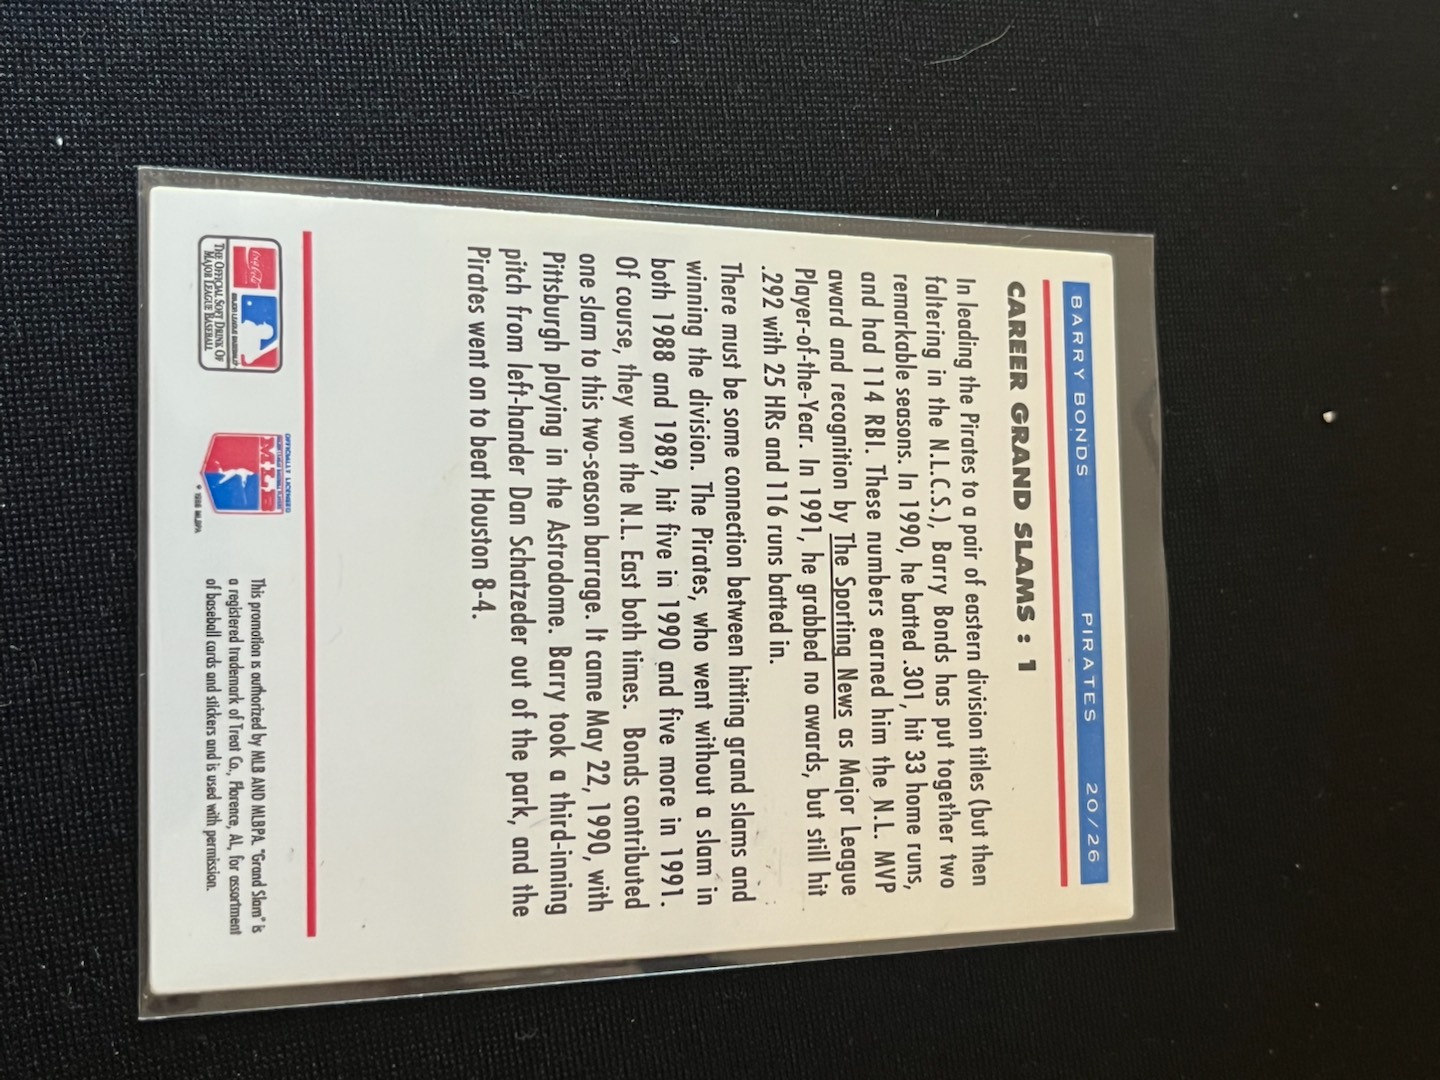 BARRY BONDS PIRATES 20/26
CAREER GRAND SLAMS : 1
In leading the Pirates to a pair of eastern division titles (but then
faltering in the N.L.C.S.), Barry Bonds has put together two
remarkable seasons. In 1990, he batted .301, hit 33 home runs,
and had 114 RBI. These numbers earned him the N.L. MVP
award and recognition by The Sporting News as Major League
Player-of-the-Year. In 1991, he grabbed no awards, but still hit
.292 with 25 HRs and 116 runs batted in.
There must be some connection between hitting grand slams and
winning the division. The Pirates, who went without a slam in
both 1988 and 1989, hit five in 1990 and five more in 1991.
Of course, they won the N.L. East both times. Bonds contributed
one slam to this two-season barrage. It came May 22, 1990, with
Pittsburgh playing in the Astrodome. Barry took a third-inning
pitch from left-hander Dan Schatzeder out of the park, and the
Pirates went on to beat Houston 8-4.
Coca-Cola
MAJOR LEAGUE BASEBALL
THE OFFICIAL SOFT DRINK OF
MAJOR LEAGUE BASEBALL
OFFICIALLY LICENSED
MLB
MLBPA
This promotion is authorized by MLB AND MLBPA. "Grand Slam" is
a registered trademark of Treat Co., Florence, AL, for assortment
of baseball cards and stickers and is used with permission.